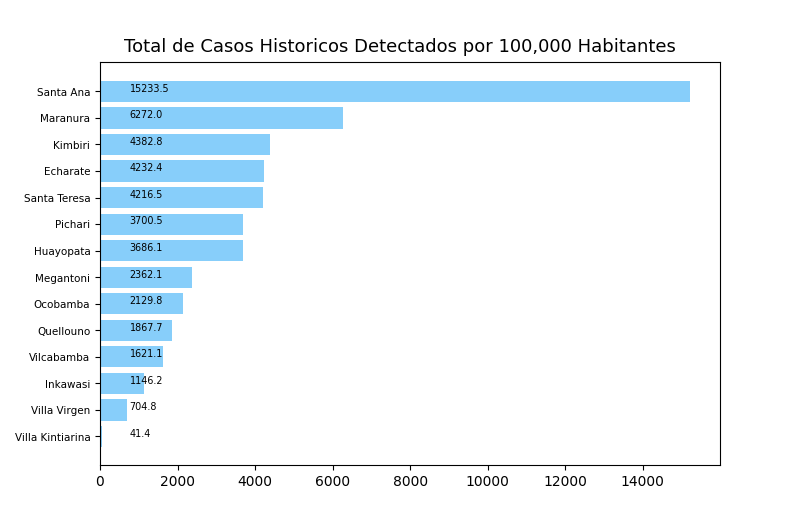 Total de Casos Historicos Detectados por 100,000 Habitantes
Santa Ana 15233.5
Maranura 6272.0
Kimbiri 4382.8
Echarate 4232.4
Santa Teresa 4216.5
Pichari 3700.5
Huayopata 3686.1
Megantoni 2362.1
Ocobamba 2129.8
Quellouno 1867.7
Vilcabamba 1621.1
Inkawasi 1146.2
Villa Virgen 704.8
Villa Kintiarina 41.4
0 2000 4000 6000 8000 10000 12000 14000